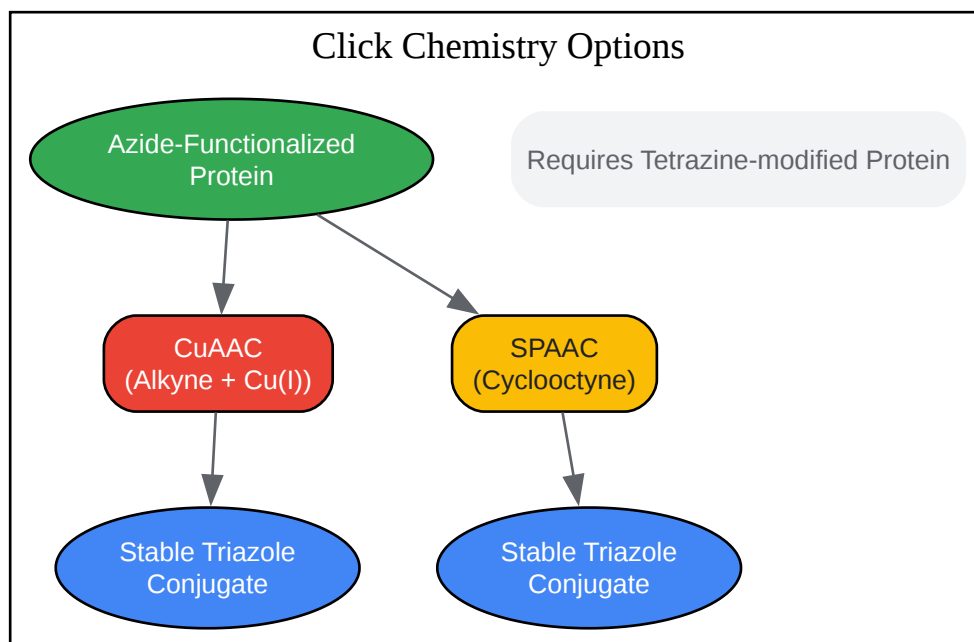 Click Chemistry Options
Azide-Functionalized
Protein
Requires Tetrazine-modified Protein
CuAAC
(Alkyne + Cu(I))
SPAAC
(Cyclooctyne)
Stable Triazole
Conjugate
Stable Triazole
Conjugate